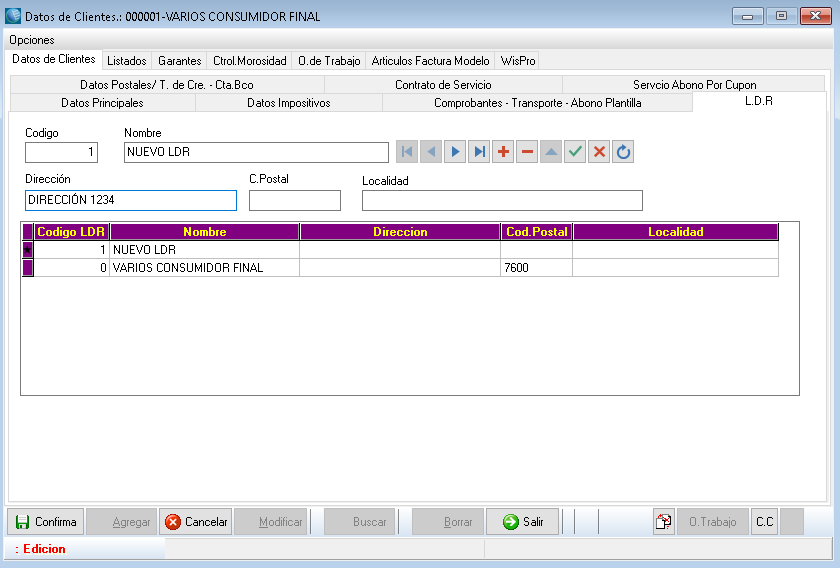 Datos de Clientes.: 000001-VARIOS CONSUMIDOR FINAL
Opciones
Datos de Clientes Listados Garantes Ctrol.Morosidad O.de Trabajo Articulos Factura Modelo WisPro
Datos Postales/ T. de Cre. - Cta.Bco Contrato de Servicio Servcio Abono Por Cupon
Datos Principales Datos Impositivos Comprobantes - Transporte - Abono Plantilla L.D.R
Codigo Nombre
1 NUEVO LDR
Dirección C.Postal Localidad
DIRECCIÓN 1234
Codigo LDR Nombre Direccion Cod.Postal Localidad
1 NUEVO LDR
0 VARIOS CONSUMIDOR FINAL 7600
Confirma Agregar Cancelar Modificar Buscar Borrar Salir O.Trabajo C.C
: Edicion